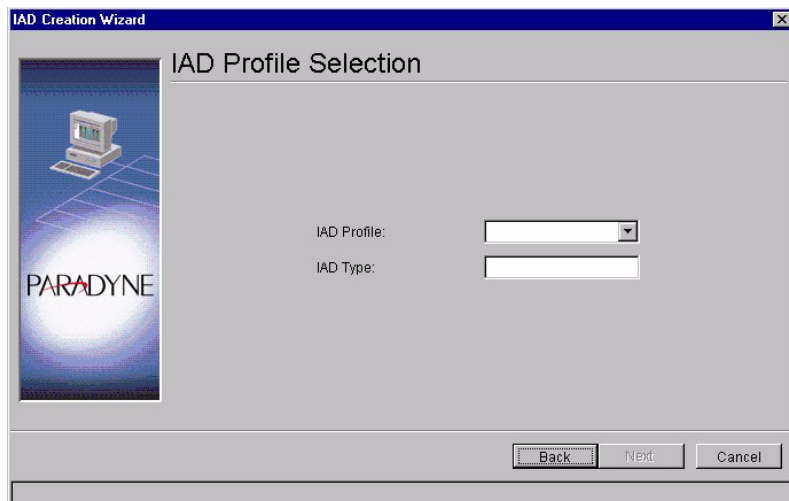 IAD Creation Wizard
IAD Profile Selection
PARADYNE
IAD Profile:
IAD Type:
Back Next Cancel